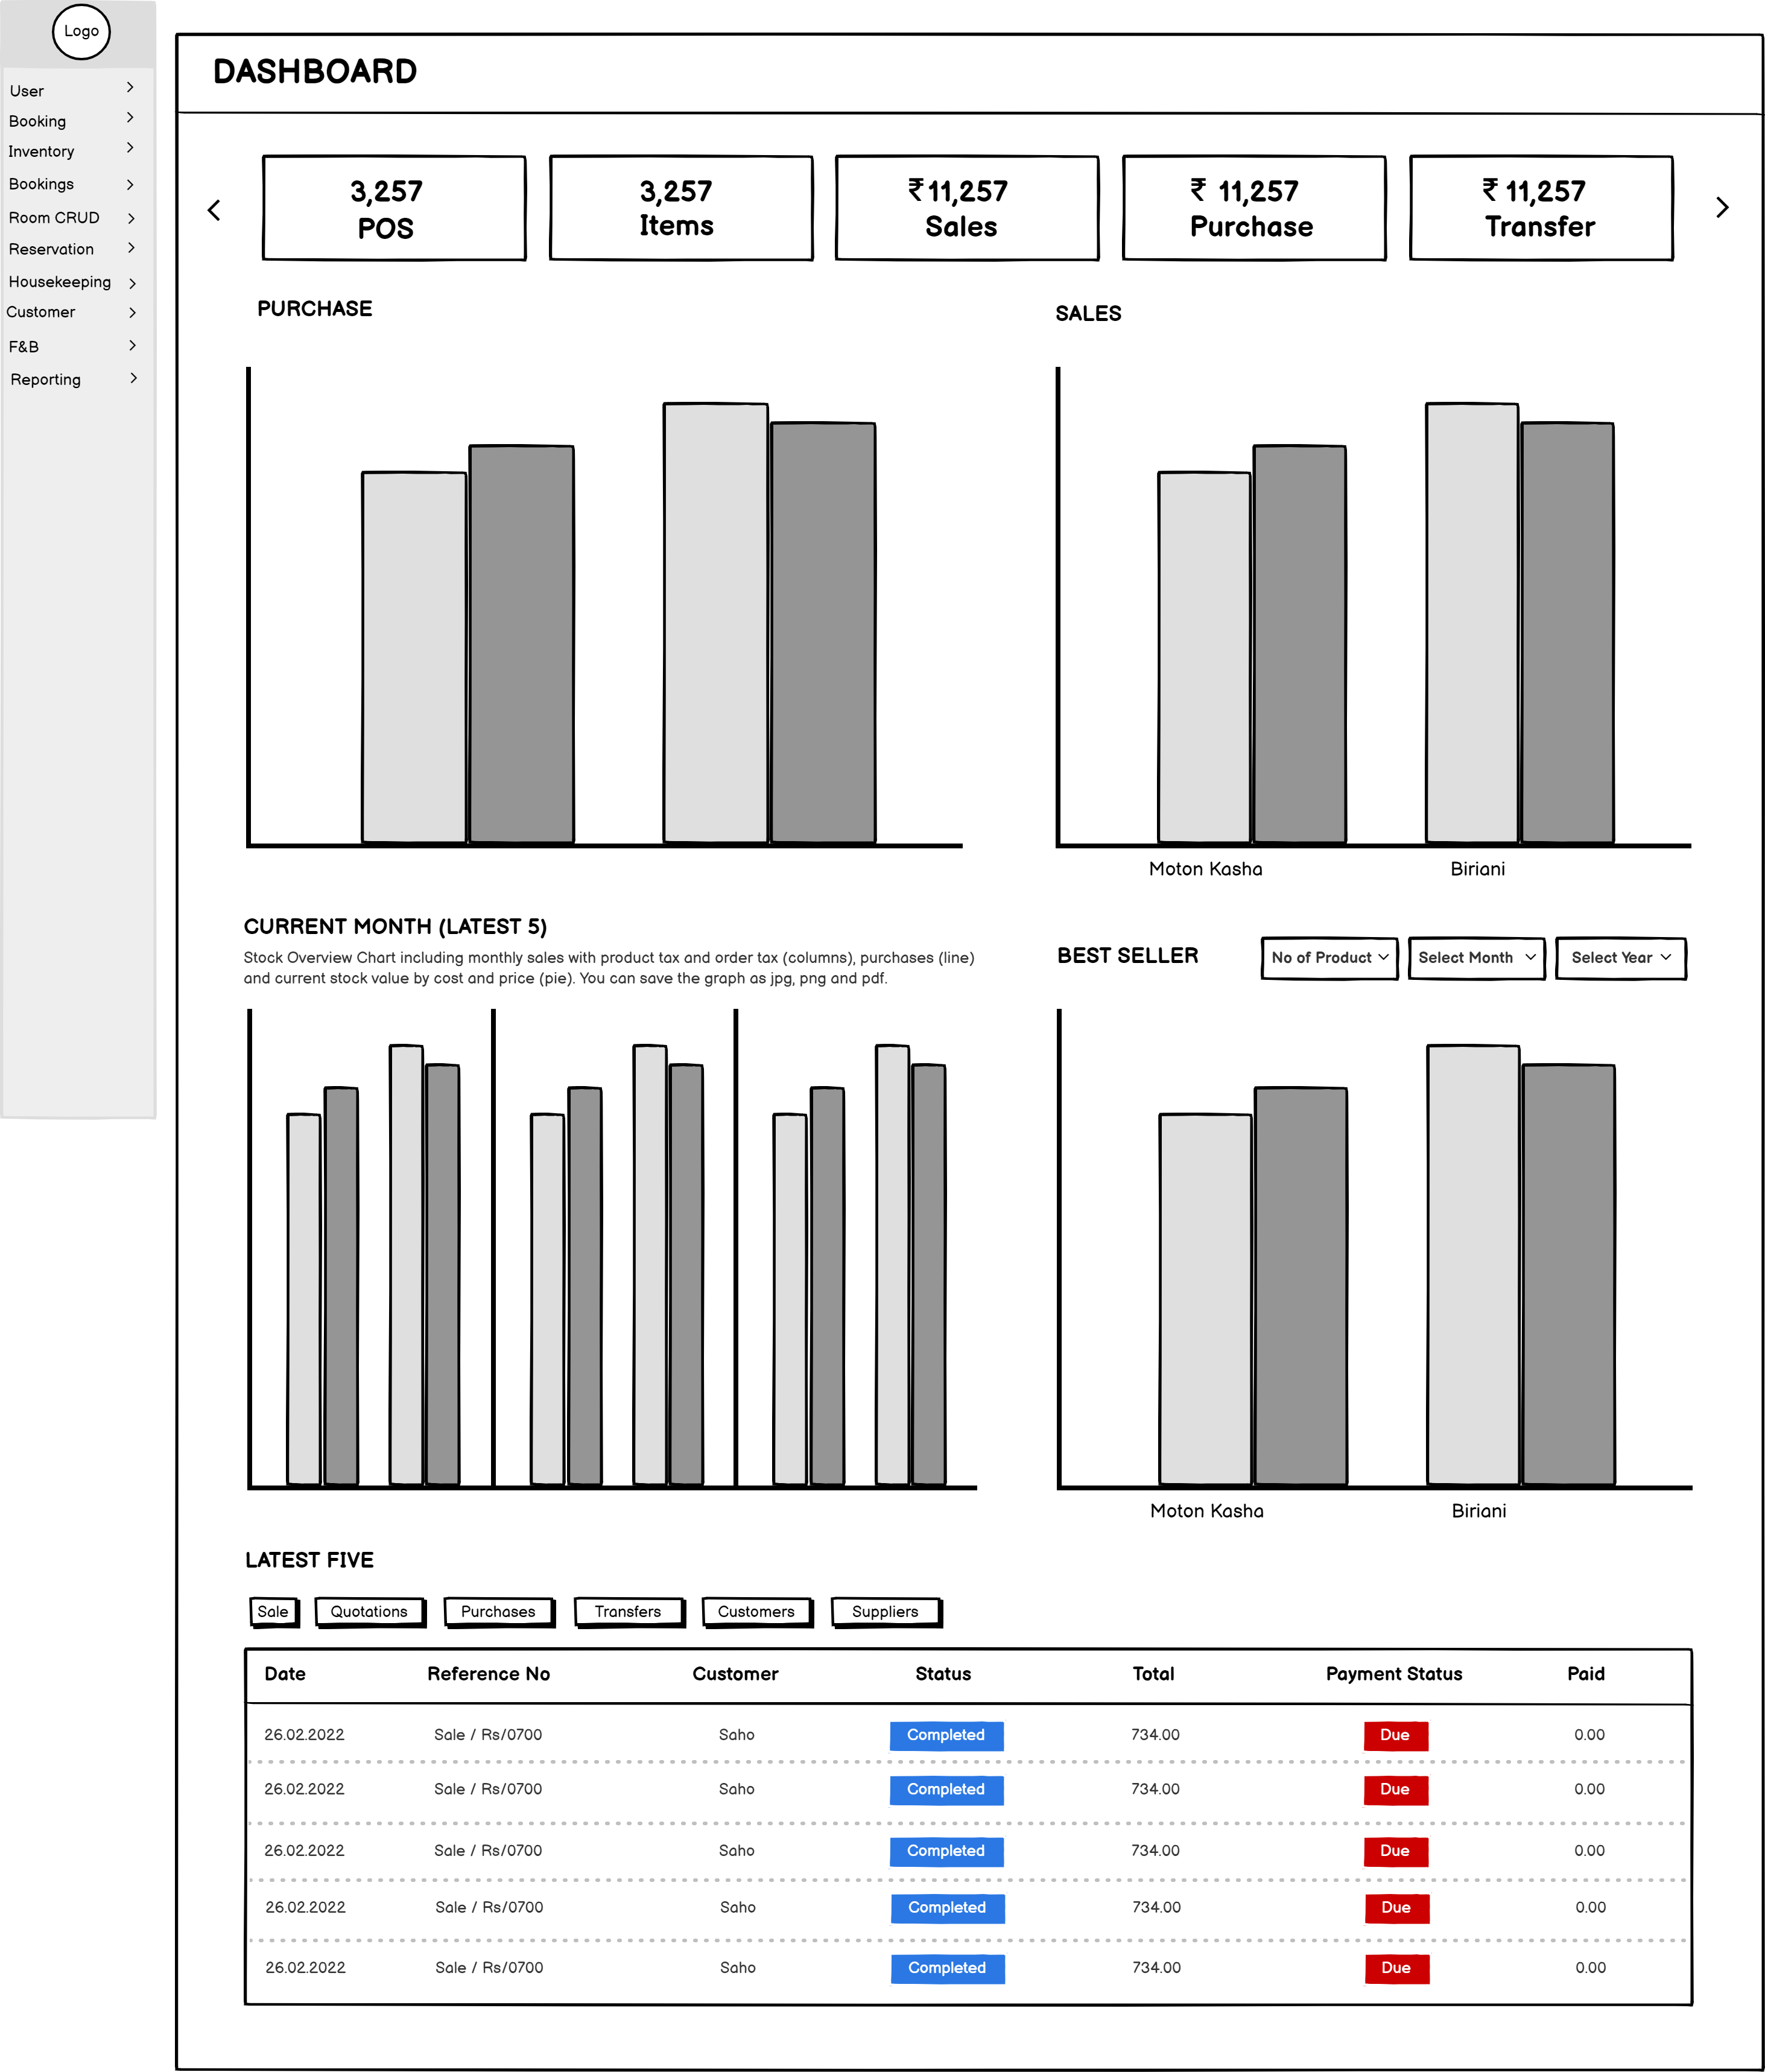 Logo
User
Booking
Inventory
Bookings
Room CRUD
Reservation
Housekeeping
Customer
F&B
Reporting
DASHBOARD
3,257
POS
3,257
Items
₹11,257
Sales
₹ 11,257
Purchase
₹ 11,257
Transfer
PURCHASE
SALES
Moton Kasha
Biriani
CURRENT MONTH (LATEST 5)
Stock Overview Chart including monthly sales with product tax and order tax (columns), purchases (line)
and current stock value by cost and price (pie). You can save the graph as jpg, png and pdf.
BEST SELLER
No of Product
Select Month
Select Year
Moton Kasha
Biriani
LATEST FIVE
Sale
Quotations
Purchases
Transfers
Customers
Suppliers
Date Reference No Customer Status Total Payment Status Paid
26.02.2022 Sale / Rs/0700 Saho Completed 734.00 Due 0.00
26.02.2022 Sale / Rs/0700 Saho Completed 734.00 Due 0.00
26.02.2022 Sale / Rs/0700 Saho Completed 734.00 Due 0.00
26.02.2022 Sale / Rs/0700 Saho Completed 734.00 Due 0.00
26.02.2022 Sale / Rs/0700 Saho Completed 734.00 Due 0.00